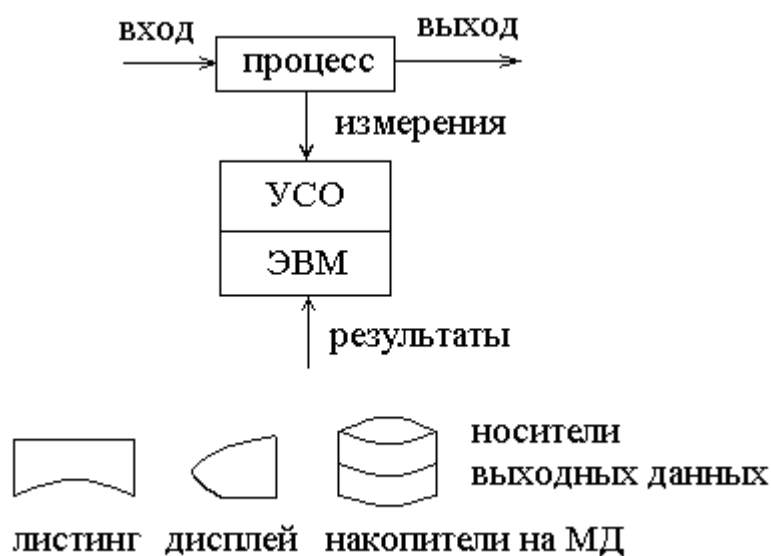 вход
выход
процесс
измерения
УСО
ЭВМ
результаты
носители
выходных данных
листинг дисплей накопители на МД